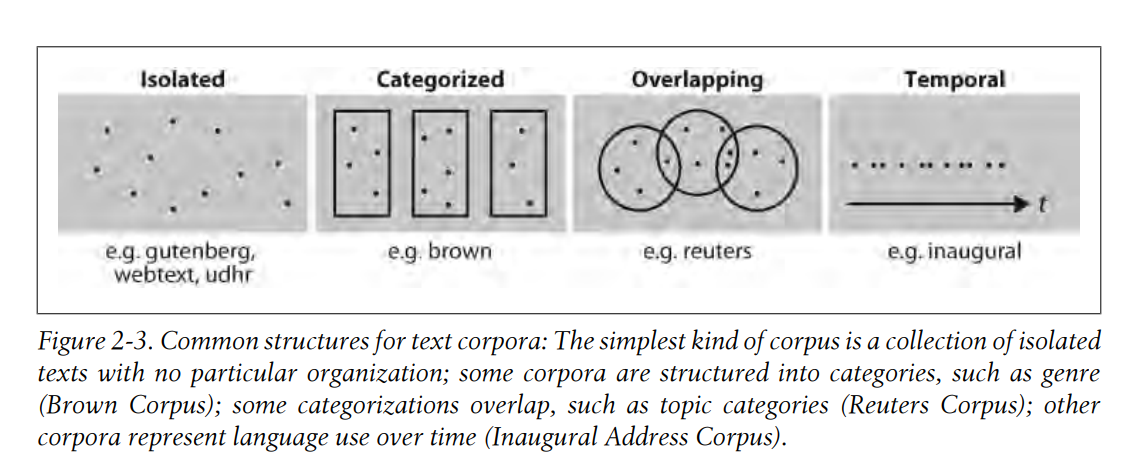 Isolated Categorized Overlapping Temporal
t
e.g. gutenberg, e.g. brown e.g. reuters e.g. inaugural
webtext, udhr
Figure 2-3. Common structures for text corpora: The simplest kind of corpus is a collection of isolated
texts with no particular organization; some corpora are structured into categories, such as genre
(Brown Corpus); some categorizations overlap, such as topic categories (Reuters Corpus); other
corpora represent language use over time (Inaugural Address Corpus).